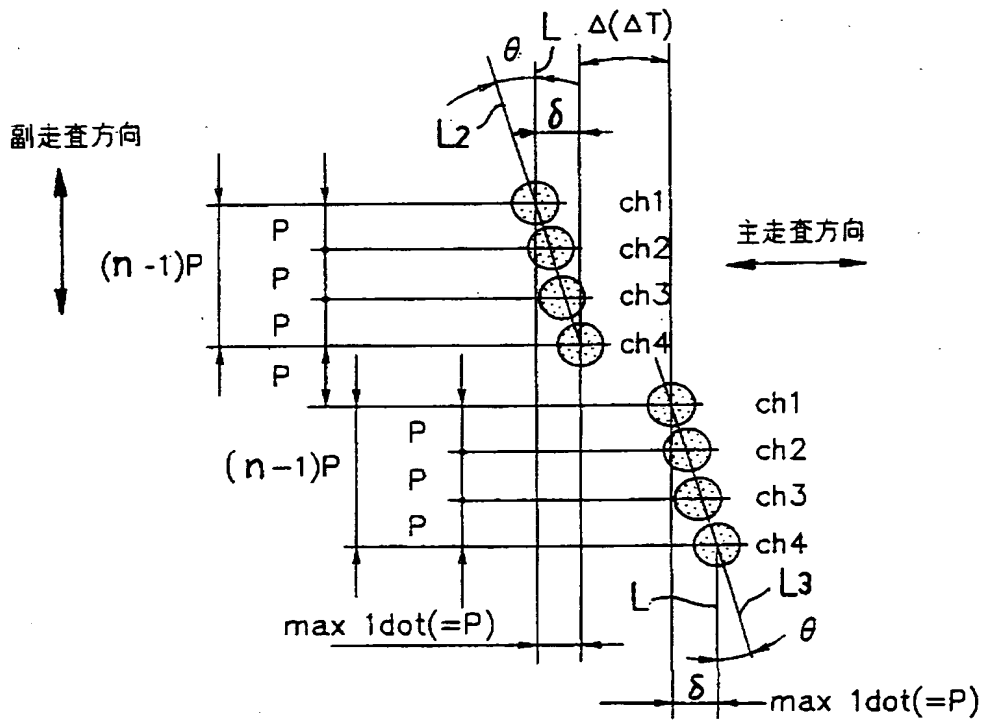 θ
L
Δ(ΔT)
L2
δ
副走査方向
ch1
P
(n-1)P
ch2
主走査方向
P
ch3
P
ch4
P
ch1
P
(n-1)P
ch2
P
ch3
P
ch4
L
L3
max 1dot(=P)
θ
δ
max 1dot(=P)